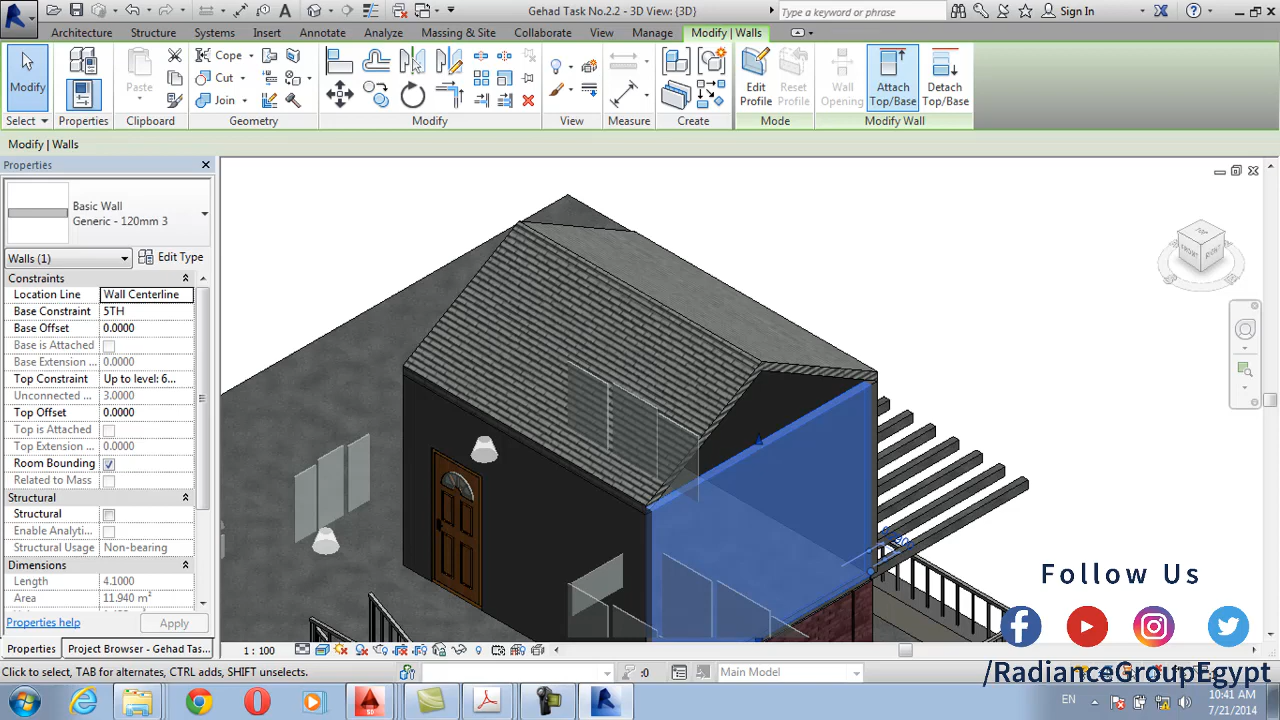 Gehad Task No.2.2 - 3D View: {3D}
Type a keyword or phrase
Sign In
Architecture Structure Systems Insert Annotate Analyze Massing & Site Collaborate View Manage Modify | Walls
Modify
Properties
Paste
Cope
Cut
Join
Edit Profile
Reset Profile
Wall Opening
Attach Top/Base
Detach Top/Base
Select Properties Clipboard Geometry Modify View Measure Create Mode Modify Wall
Modify | Walls
Properties
Basic Wall
Generic - 120mm 3
Walls (1) Edit Type
Constraints
Location Line Wall Centerline
Base Constraint 5TH
Base Offset 0.0000
Base is Attached
Base Extension ... 0.0000
Top Constraint Up to level: 6...
Unconnected ... 3.0000
Top Offset 0.0000
Top is Attached
Top Extension ... 0.0000
Room Bounding
Related to Mass
Structural
Structural
Enable Analyti...
Structural Usage Non-bearing
Dimensions
Length 4.1000
Area 11.940 m²
Properties help Apply
Properties Project Browser - Gehad Tas...
1 : 100
TOP
FRONT
RIGHT
Follow Us
/RadianceGroupEgypt
Click to select, TAB for alternates, CTRL adds, SHIFT unselects.
:0
Main Model
EN
10:41 AM
7/21/2014